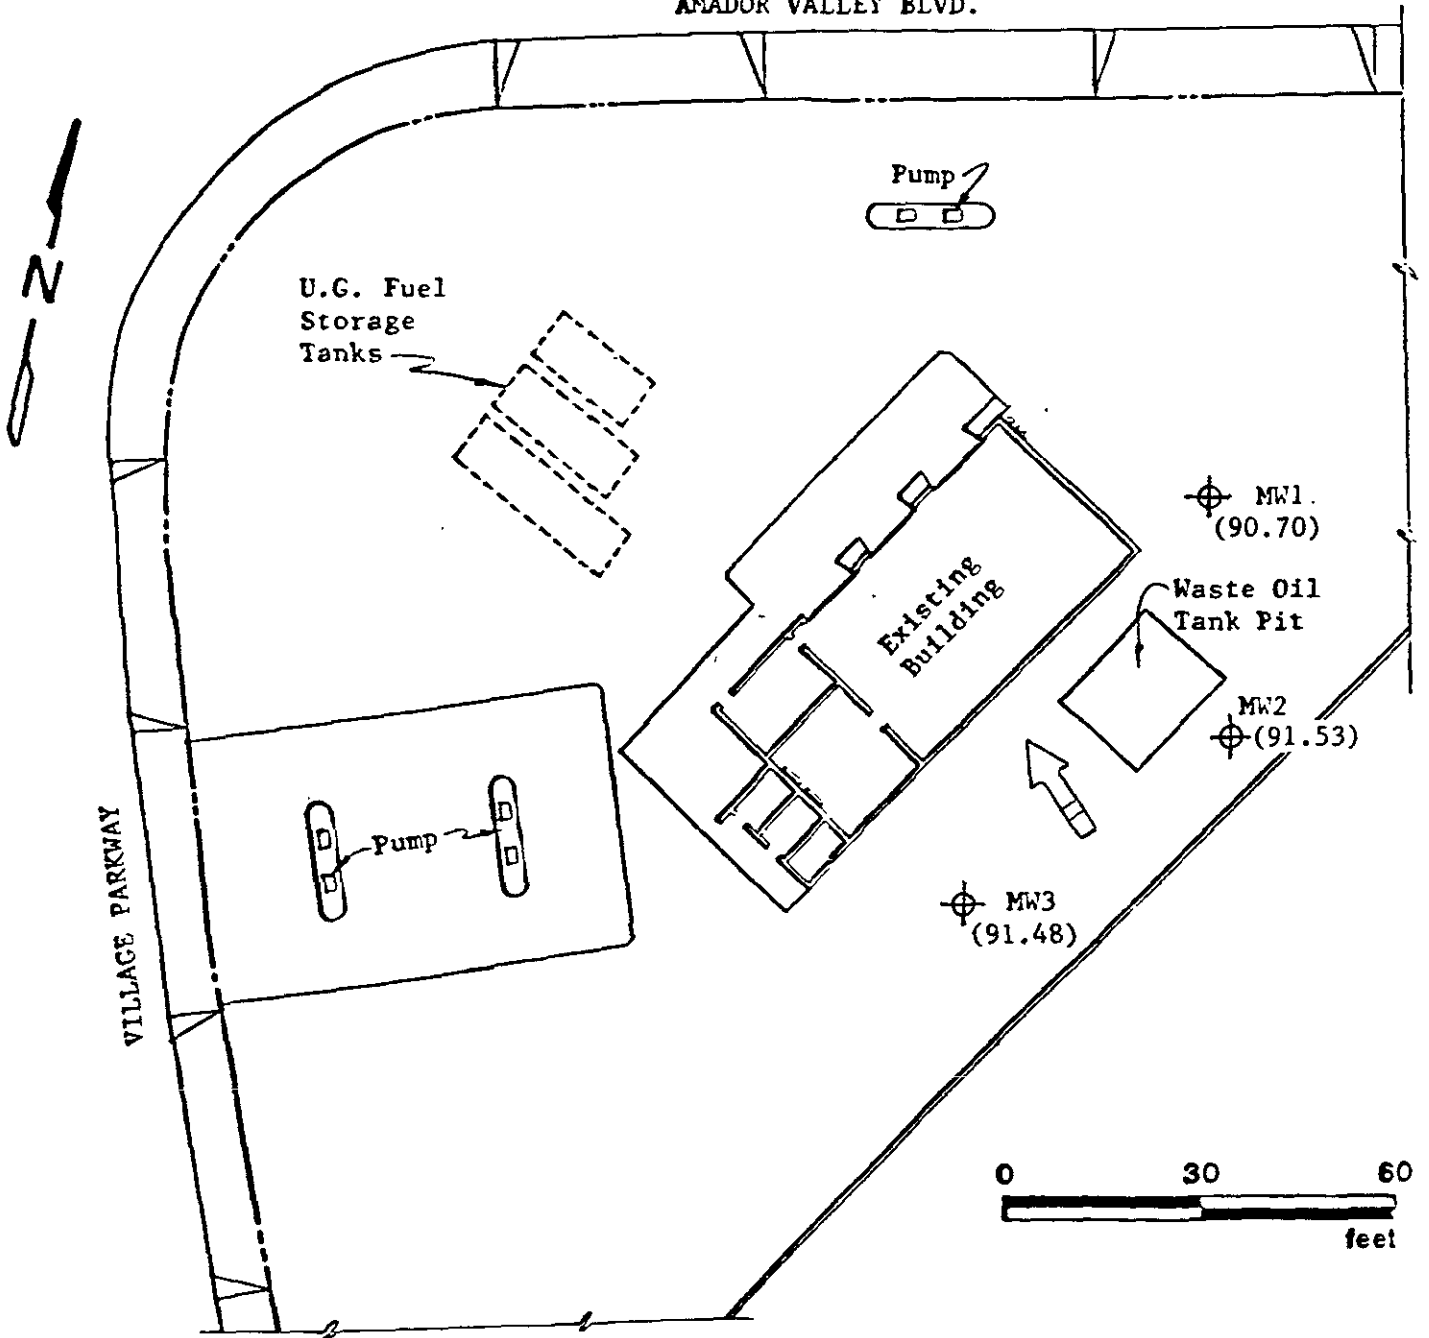 AMADOR VALLEY BLVD.
Pump
N
U.G. Fuel
Storage
Tanks
MW1
(90.70)
Existing
Building
Waste Oil
Tank Pit
MW2
(91.53)
Pump
VILLAGE PARKWAY
MW3
(91.48)
0 30 60
feet